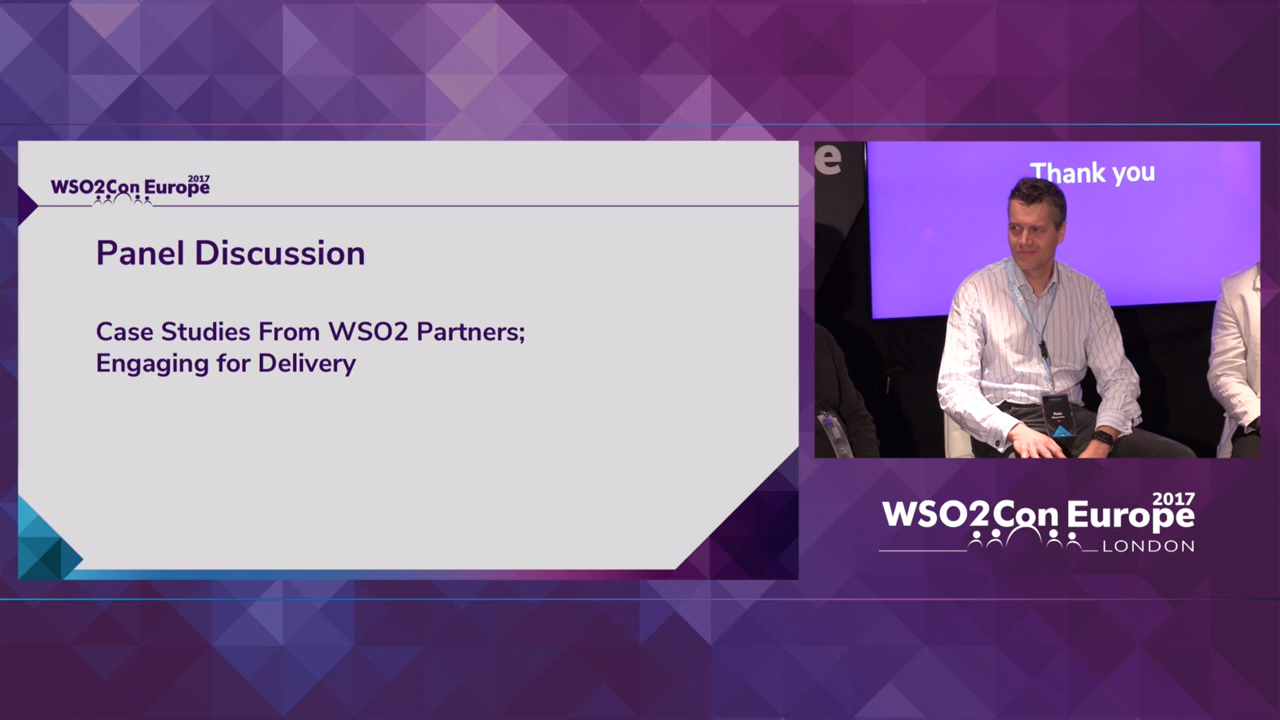 WSO2Con Europe 2017
Panel Discussion
Case Studies From WSO2 Partners;
Engaging for Delivery
e
Thank you
WSO2Con Europe 2017
LONDON